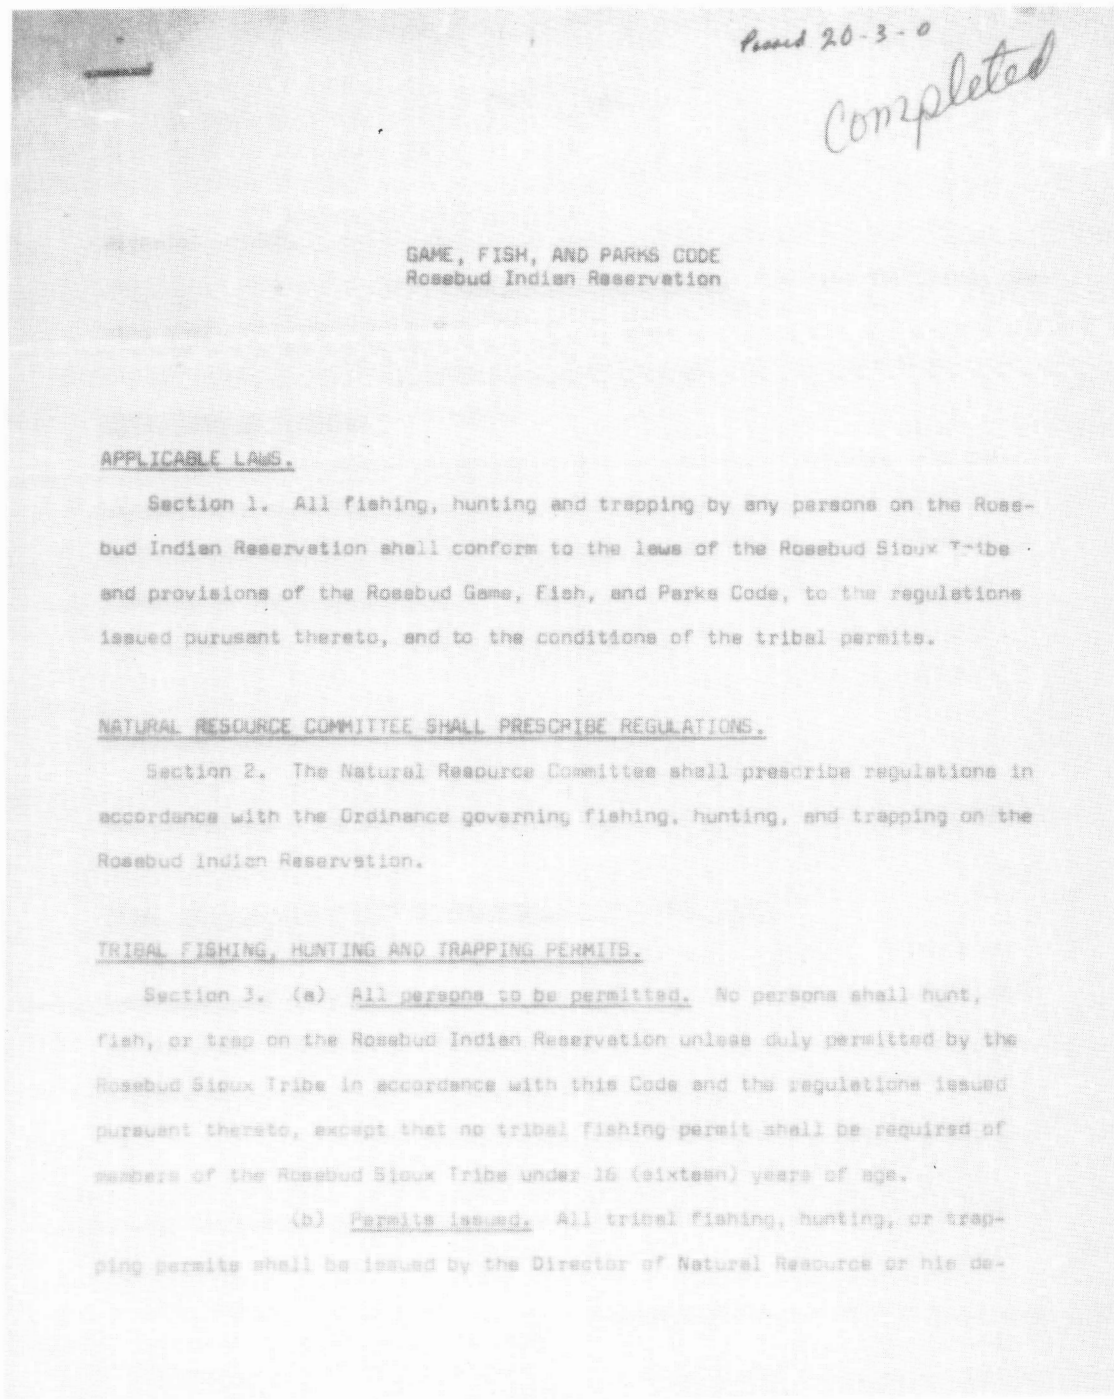 Passed 20-3-0
Completed
GAME, FISH, AND PARKS CODE
Rosebud Indian Reservation
APPLICABLE LAWS.
Section 1. All fishing, hunting and trapping by any persons on the Rose-
bud Indian Reservation shall conform to the laws of the Rosebud Sioux Tribe
and provisions of the Rosebud Game, Fish, and Parks Code, to the regulations
issued purusant thereto, and to the conditions of the tribal permits.
NATURAL RESOURCE COMMITTEE SHALL PRESCRIBE REGULATIONS.
Section 2. The Natural Resource Committee shall prescribe regulations in
accordance with the Ordinance governing fishing, hunting, and trapping on the
Rosebud Indian Reservation.
TRIBAL FISHING, HUNTING AND TRAPPING PERMITS.
Section 3. (a) All persons to be permitted. No persons shall hunt,
fish, or trap on the Rosebud Indian Reservation unless duly permitted by the
Rosebud Sioux Tribe in accordance with this Code and the regulations issued
pursuant thereto, except that no tribal fishing permit shall be required of
members of the Rosebud Sioux Tribe under 16 (sixteen) years of age.
(b) Permits issued. All tribal fishing, hunting, or trap-
ping permits shall be issued by the Director of Natural Resource or his de-